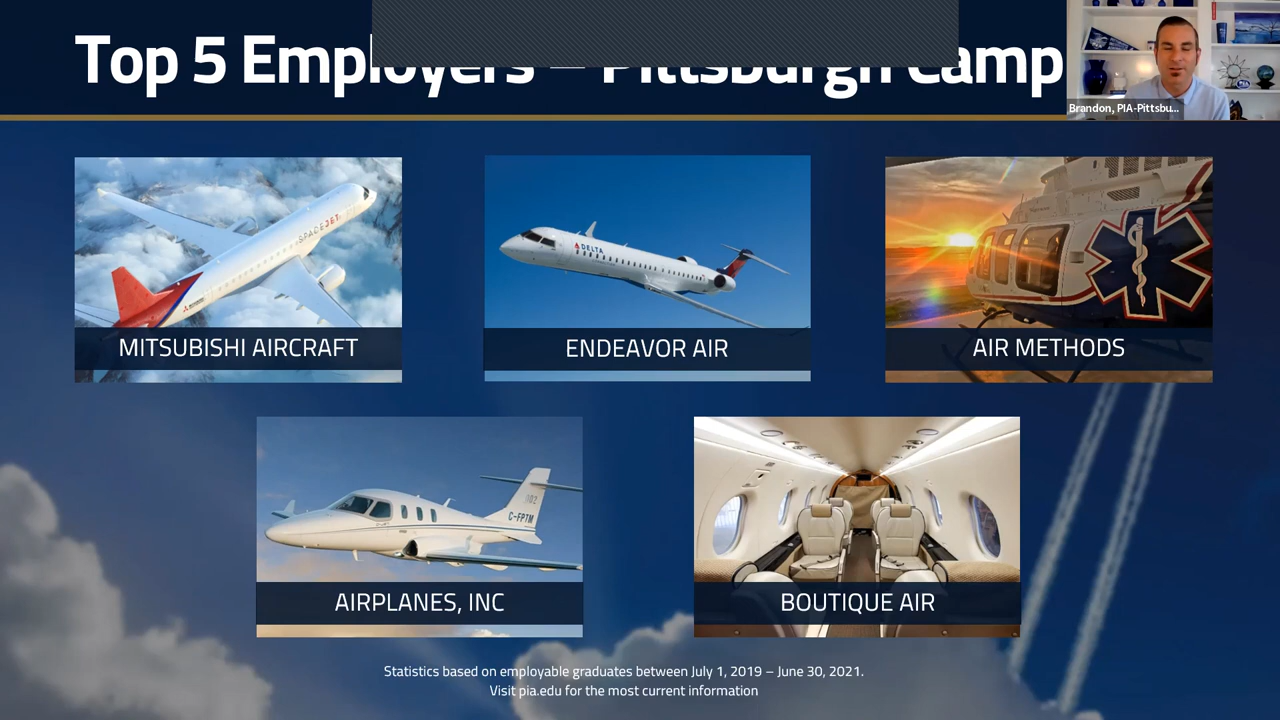 Top 5 Employers – Pittsburgh Camp
Brandon, PIA-Pittsbu...
SPACEJET
DELTA
C-FPTM
MITSUBISHI AIRCRAFT
ENDEAVOR AIR
AIR METHODS
AIRPLANES, INC
BOUTIQUE AIR
Statistics based on employable graduates between July 1, 2019 – June 30, 2021.
Visit pia.edu for the most current information